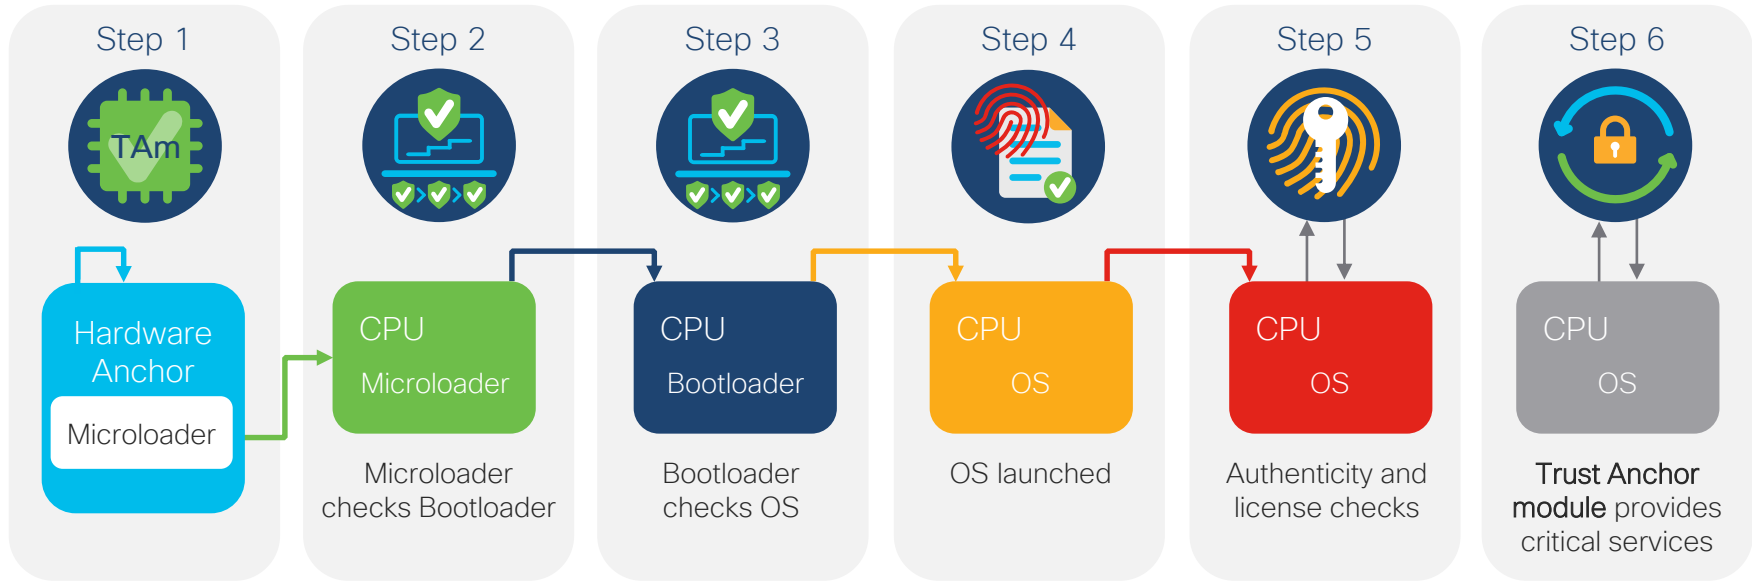 Step 1
TAm
Hardware
Anchor
Microloader
Step 2
CPU
Microloader
Microloader
checks Bootloader
Step 3
CPU
Bootloader
Bootloader
checks OS
Step 4
CPU
OS
OS launched
Step 5
CPU
OS
Authenticity and
license checks
Step 6
CPU
OS
Trust Anchor
module provides
critical services